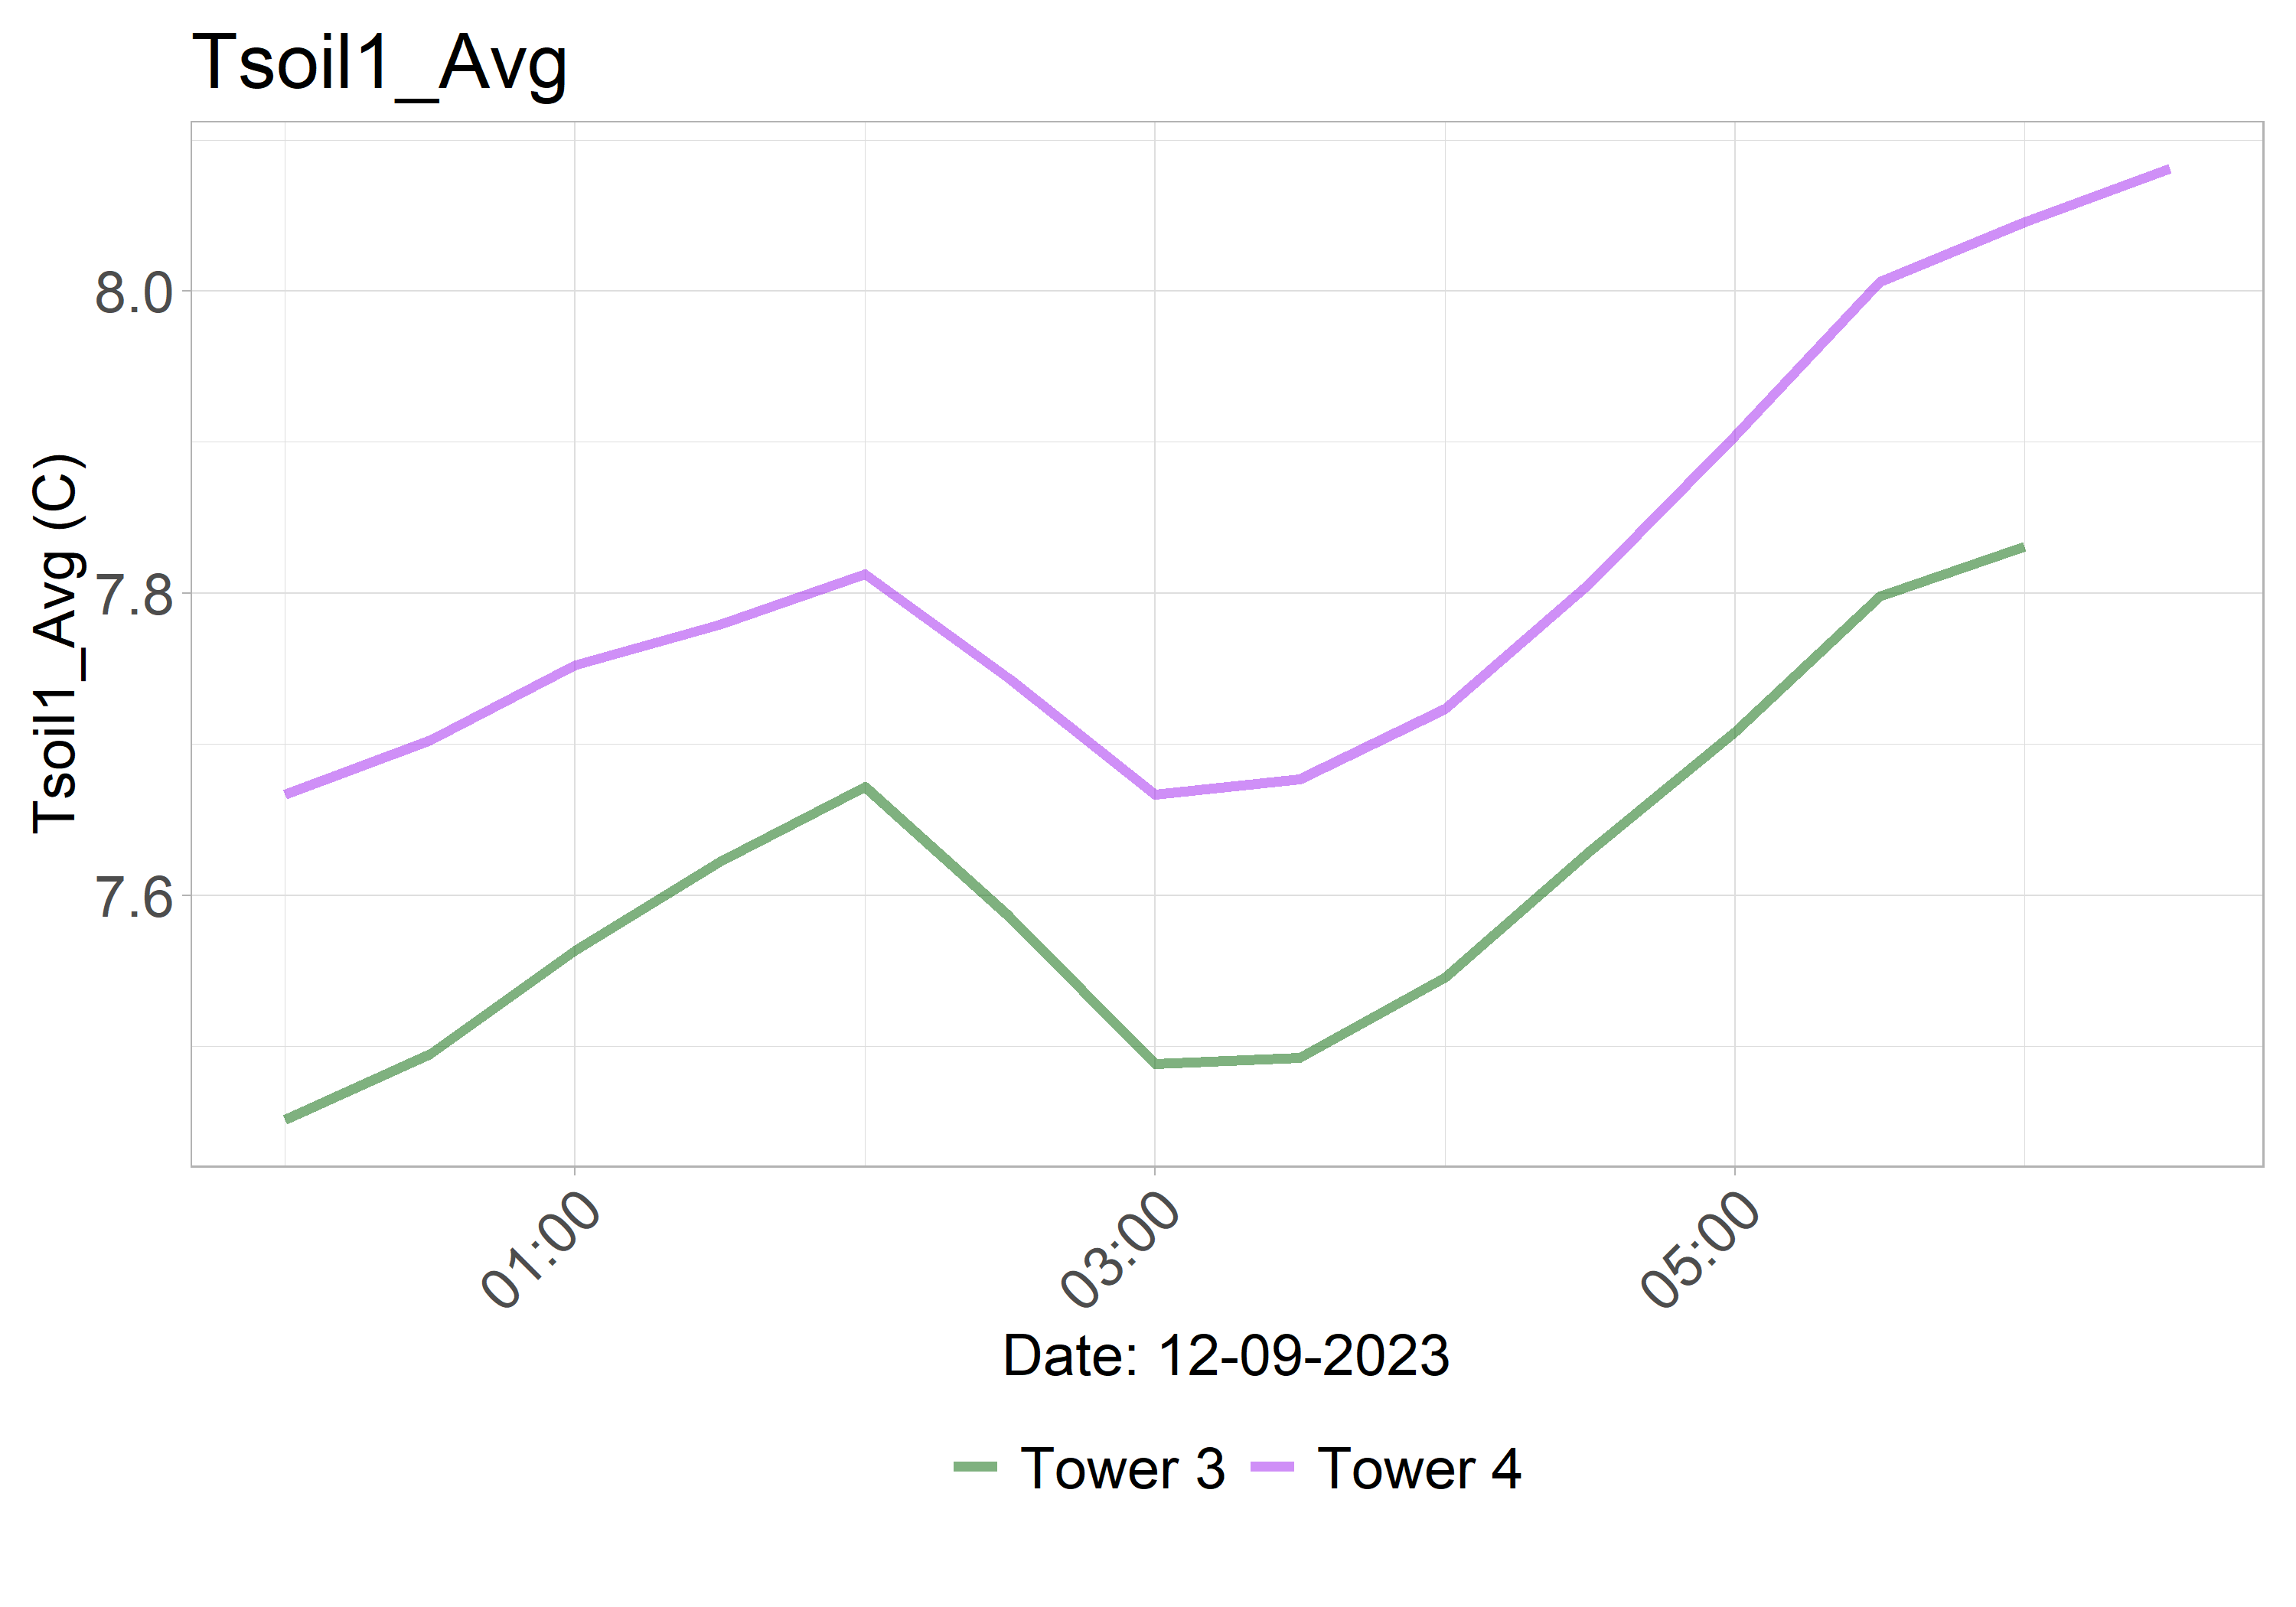 Tsoil1_Avg
Tsoil1_Avg (C)
8.0
7.8
7.6
01:00 03:00 05:00
Date: 12-09-2023
Tower 3 Tower 4